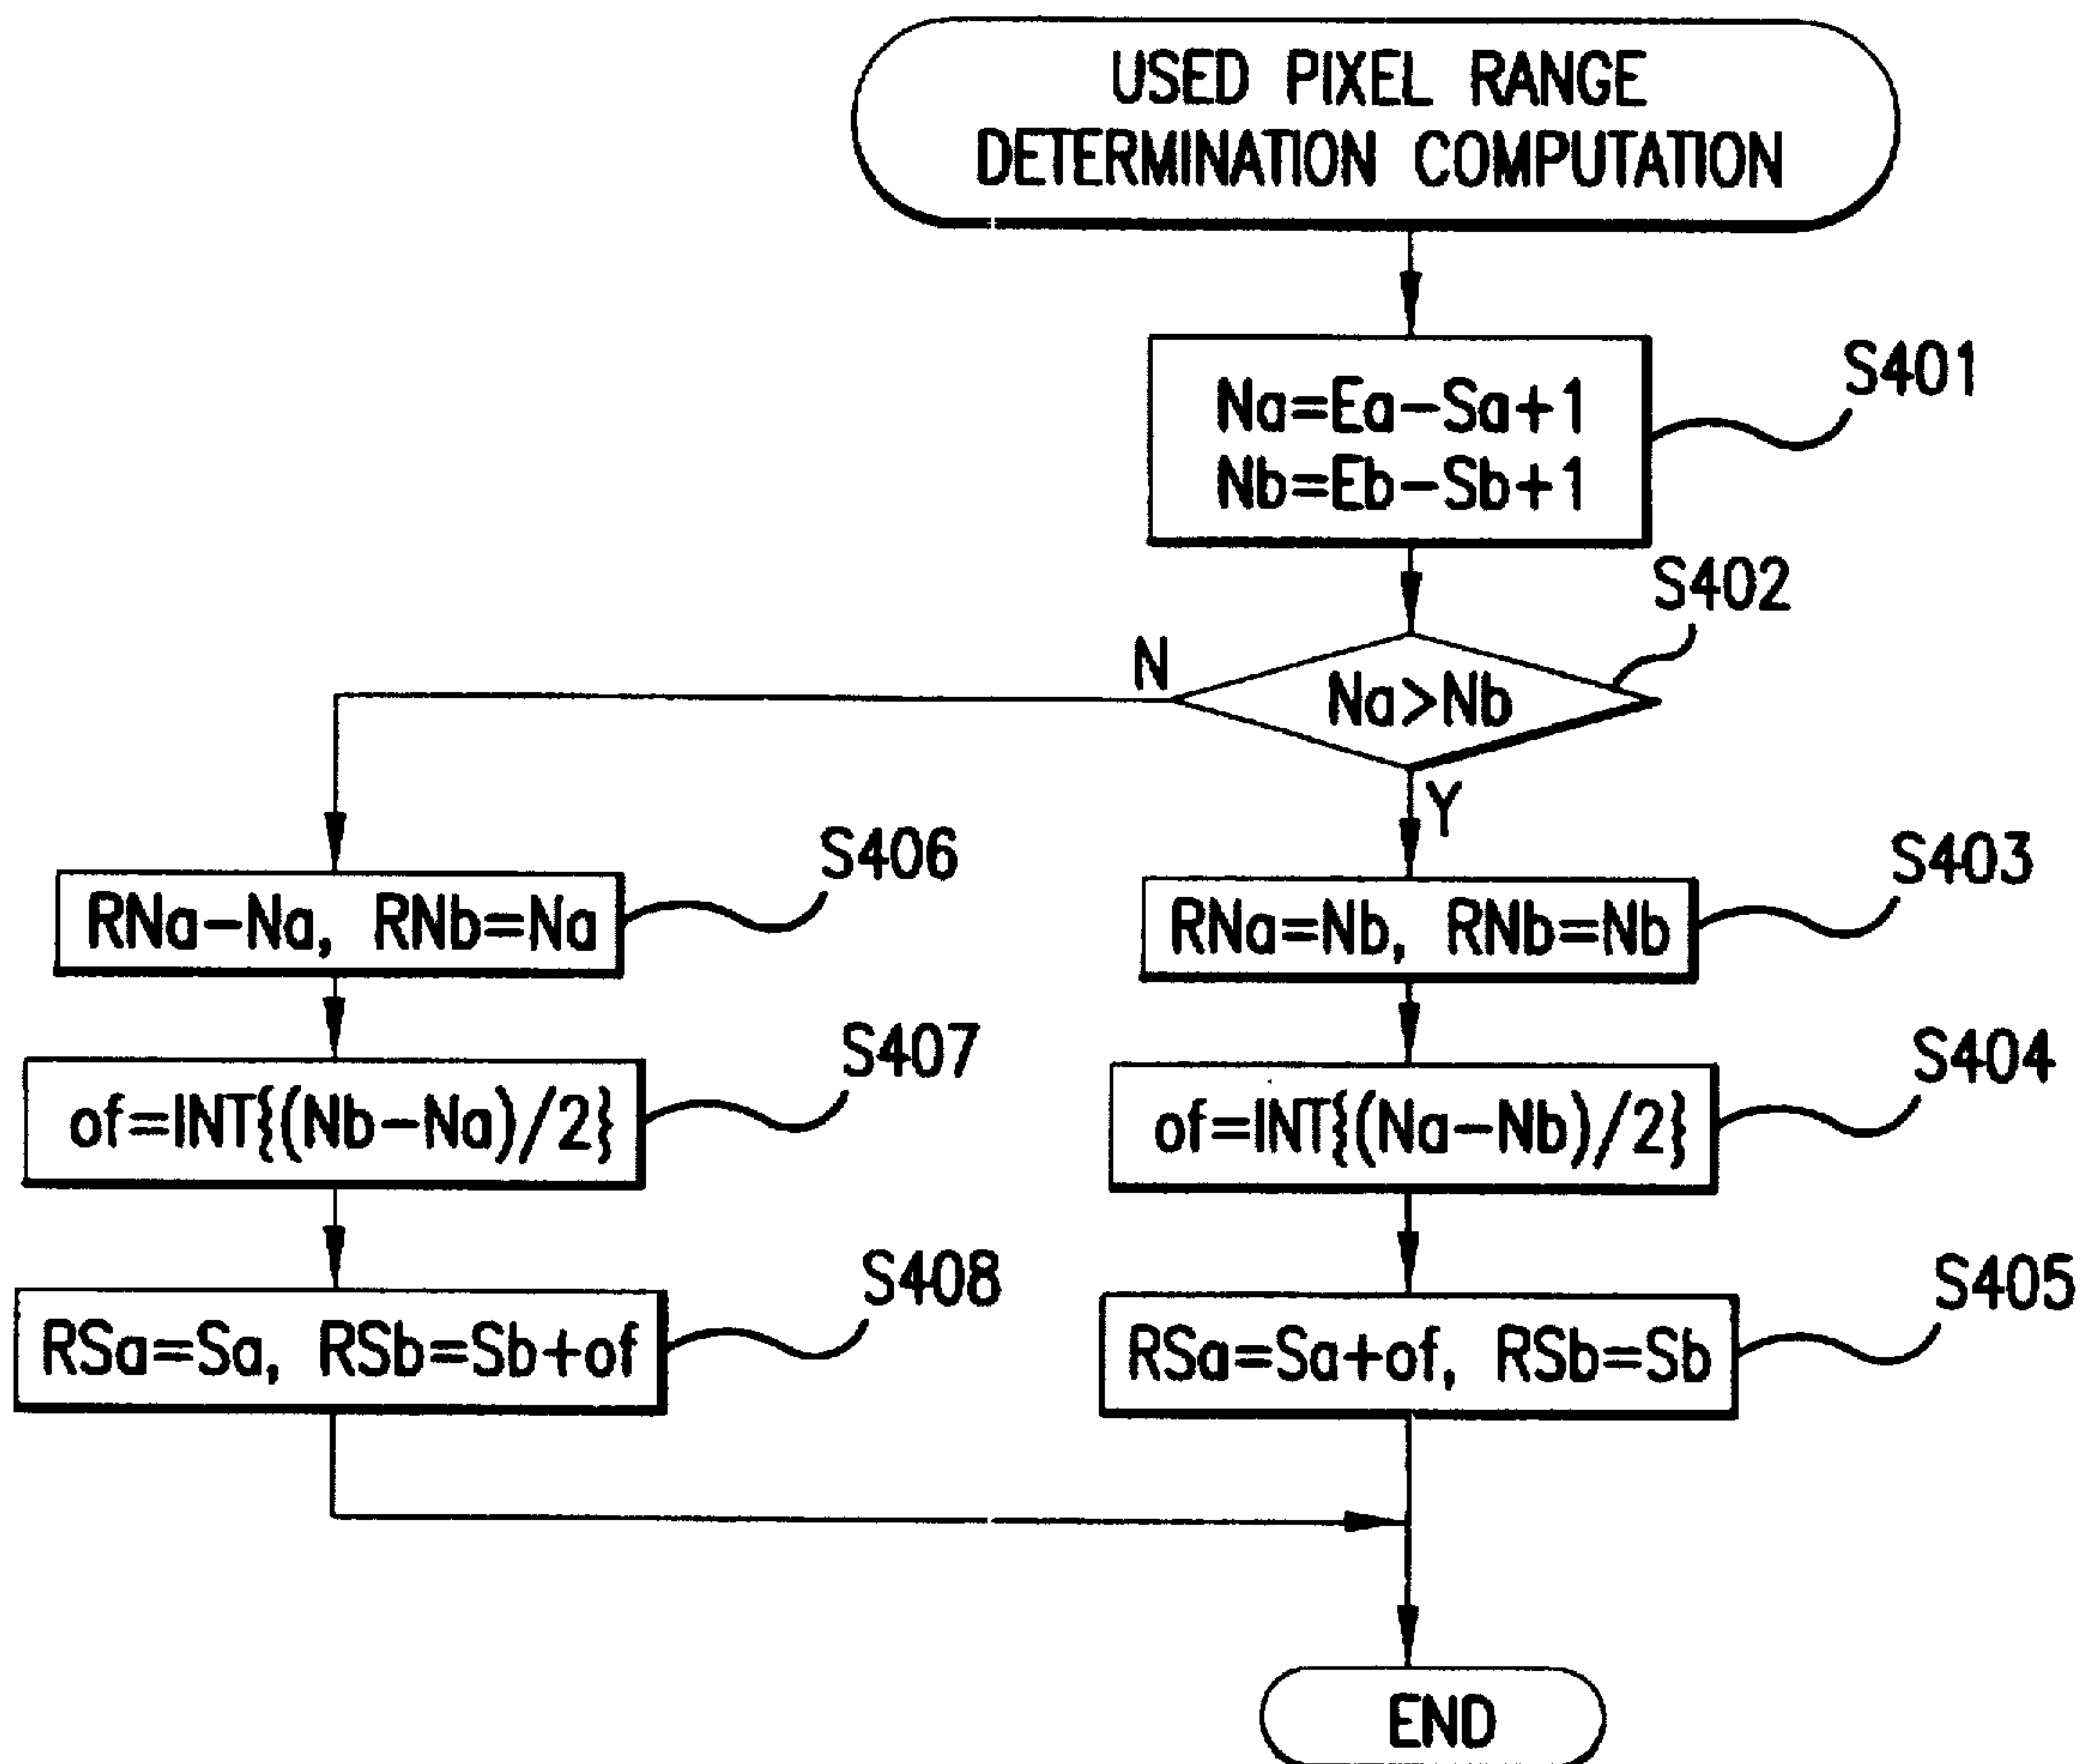 USED PIXEL RANGE
DETERMINATION COMPUTATION
Na=Ea-Sa+1
Nb=Eb-Sb+1
S401
S402
N
Na>Nb
Y
S406
RNa-Na, RNb=Na
S403
RNa=Nb, RNb=Nb
S407
of=INT{(Nb-Na)/2}
S404
of=INT{(Na-Nb)/2}
S408
RSa=Sa, RSb=Sb+of
S405
RSa=Sa+of, RSb=Sb
END